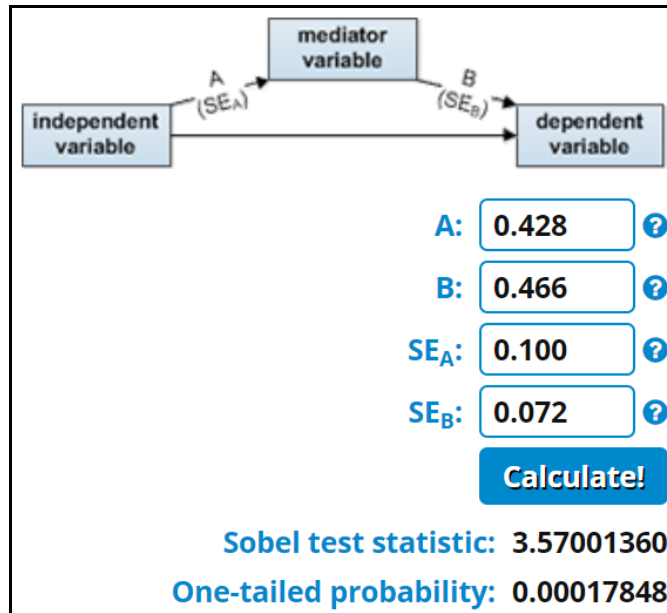 mediator
variable
A
(SEA)
B
(SEB)
independent
variable
dependent
variable
A: 0.428 ?
B: 0.466 ?
SEA: 0.100 ?
SEB: 0.072 ?
Calculate!
Sobel test statistic: 3.57001360
One-tailed probability: 0.00017848